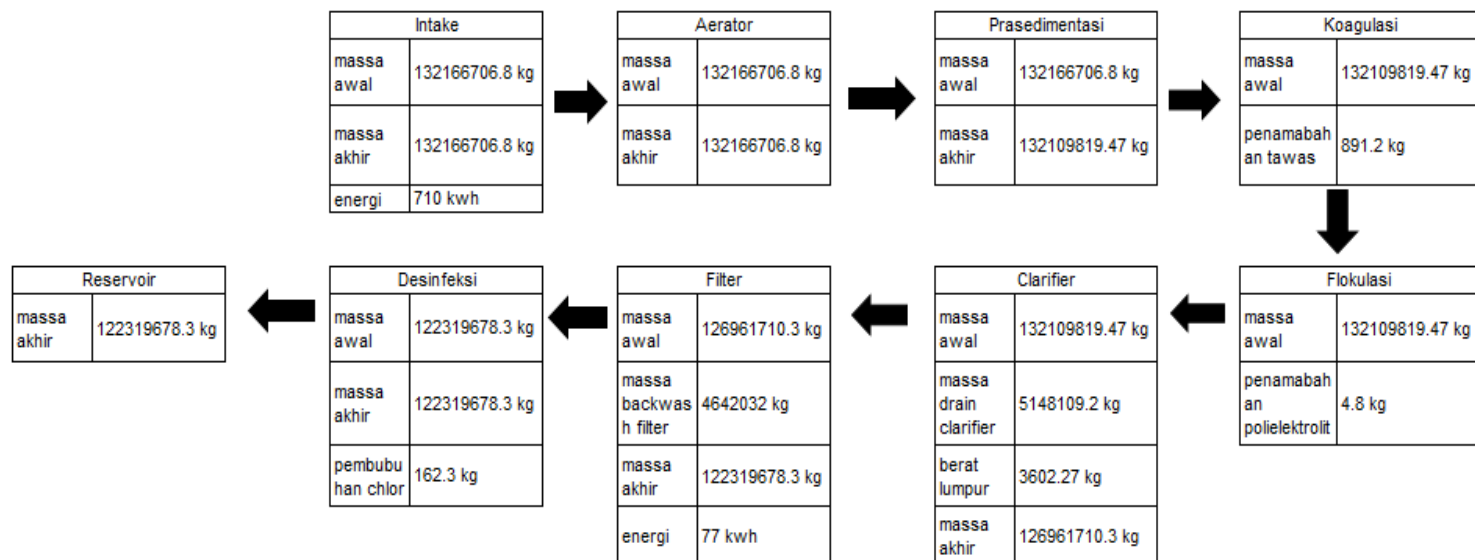 Intake
massa
awal
132166706.8 kg
massa
akhir
132166706.8 kg
energi
710 kwh
Aerator
massa
awal
132166706.8 kg
massa
akhir
132166706.8 kg
Prasedimentasi
massa
awal
132166706.8 kg
massa
akhir
132109819.47 kg
Koagulasi
massa
awal
132109819.47 kg
penamabah
an tawas
891.2 kg
Reservoir
massa
akhir
122319678.3 kg
Desinfeksi
massa
awal
122319678.3 kg
massa
akhir
122319678.3 kg
pembubu
han chlor
162.3 kg
Filter
massa
awal
126961710.3 kg
massa
backwas
h filter
4642032 kg
massa
akhir
122319678.3 kg
energi
77 kwh
Clarifier
massa
awal
132109819.47 kg
massa
drain
clarifier
5148109.2 kg
berat
lumpur
3602.27 kg
massa
akhir
126961710.3 kg
Flokulasi
massa
awal
132109819.47 kg
penamabah
an
polielektrolit
4.8 kg